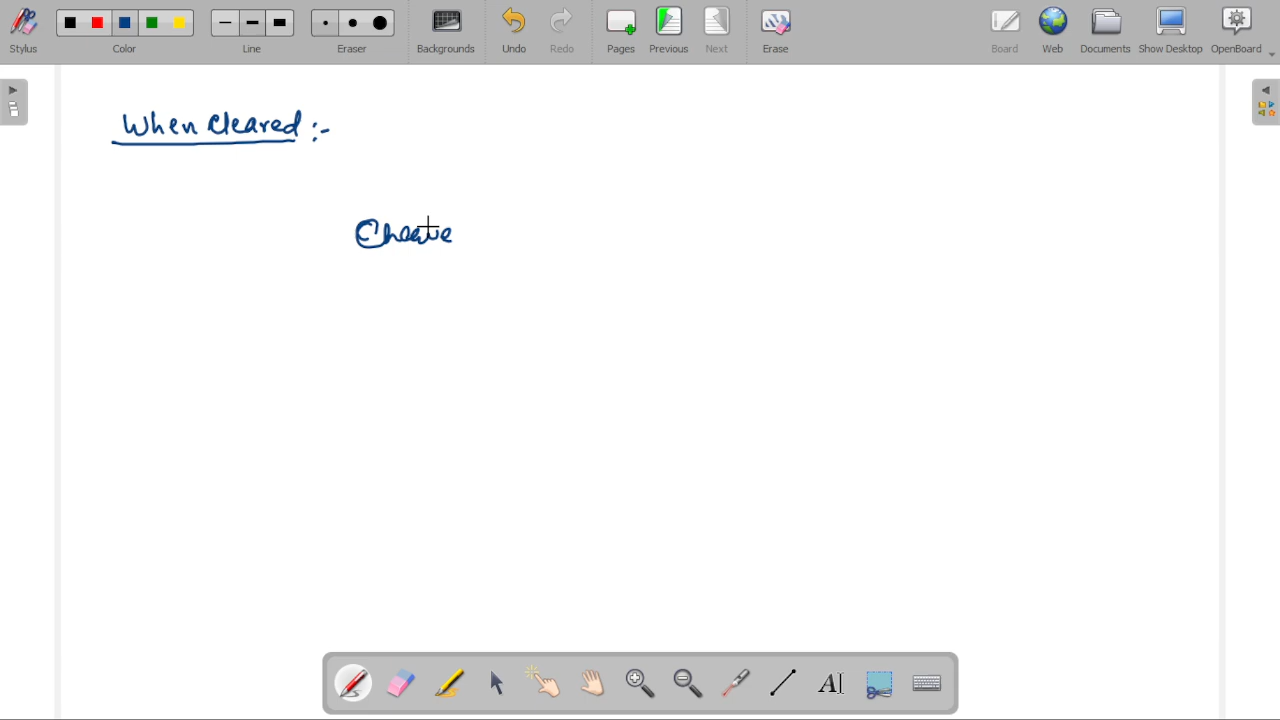 Stylus
Color
Line
Eraser
Backgrounds
Undo
Redo
Pages
Previous
Next
Erase
Board
Web
Documents
Show Desktop
OpenBoard
When Cleared :-